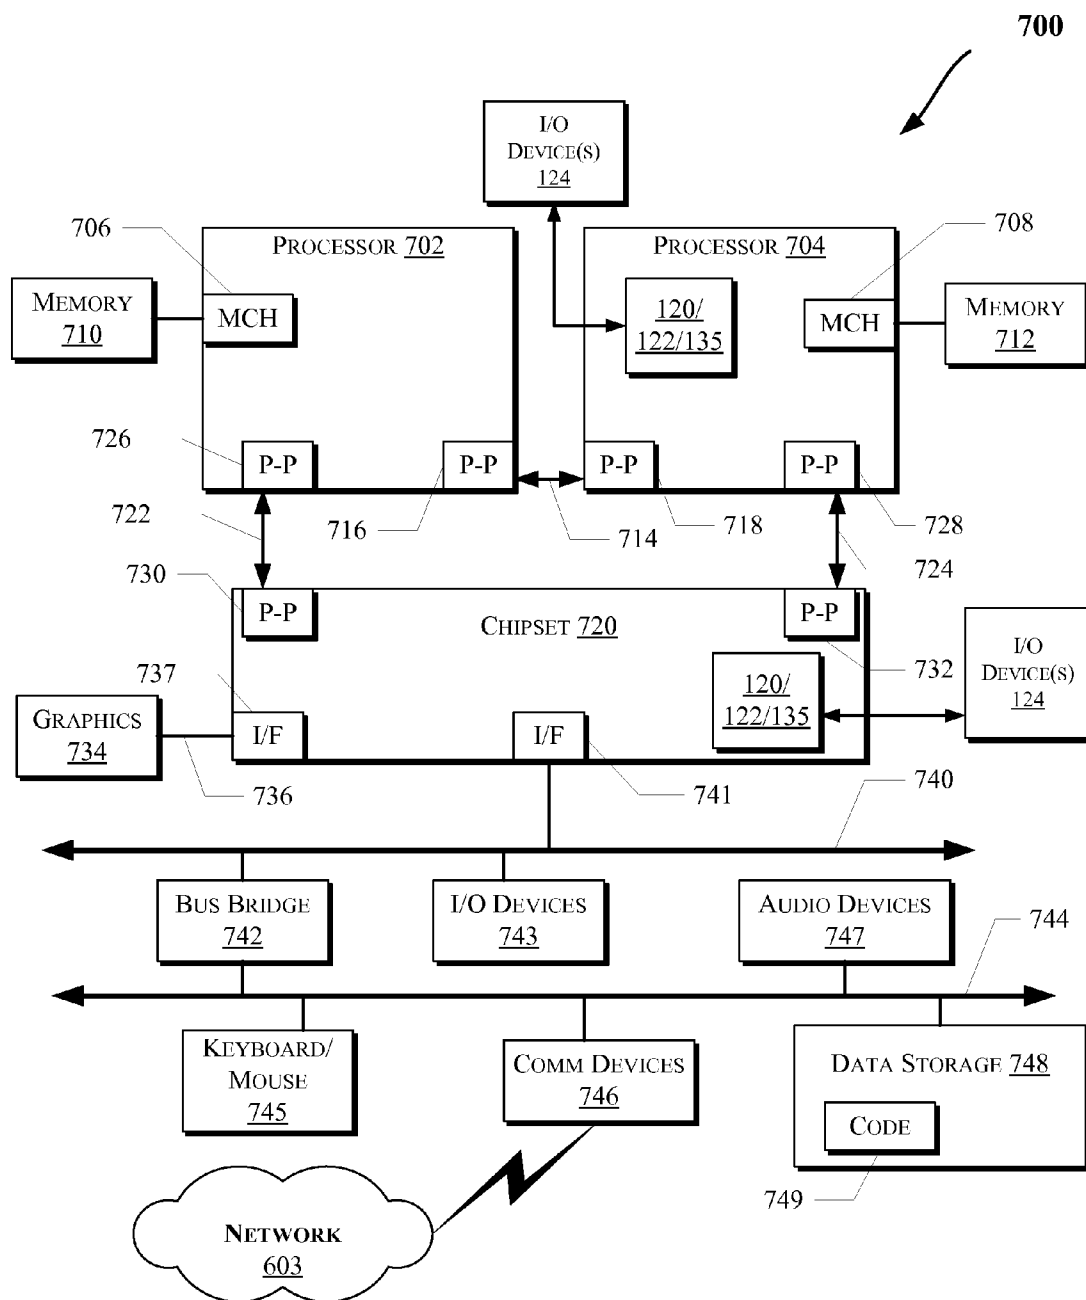 700
I/O
DEVICE(S)
124
706
708
PROCESSOR 702
PROCESSOR 704
MEMORY
710
MCH
120/
122/135
MCH
MEMORY
712
726
P-P
P-P
P-P
P-P
722
716
714
718
728
724
730
P-P
CHIPSET 720
P-P
732
I/O
DEVICE(S)
124
737
120/
122/135
GRAPHICS
734
I/F
I/F
736
741
740
BUS BRIDGE
742
I/O DEVICES
743
AUDIO DEVICES
747
744
KEYBOARD/
MOUSE
745
COMM DEVICES
746
DATA STORAGE 748
CODE
749
NETWORK
603